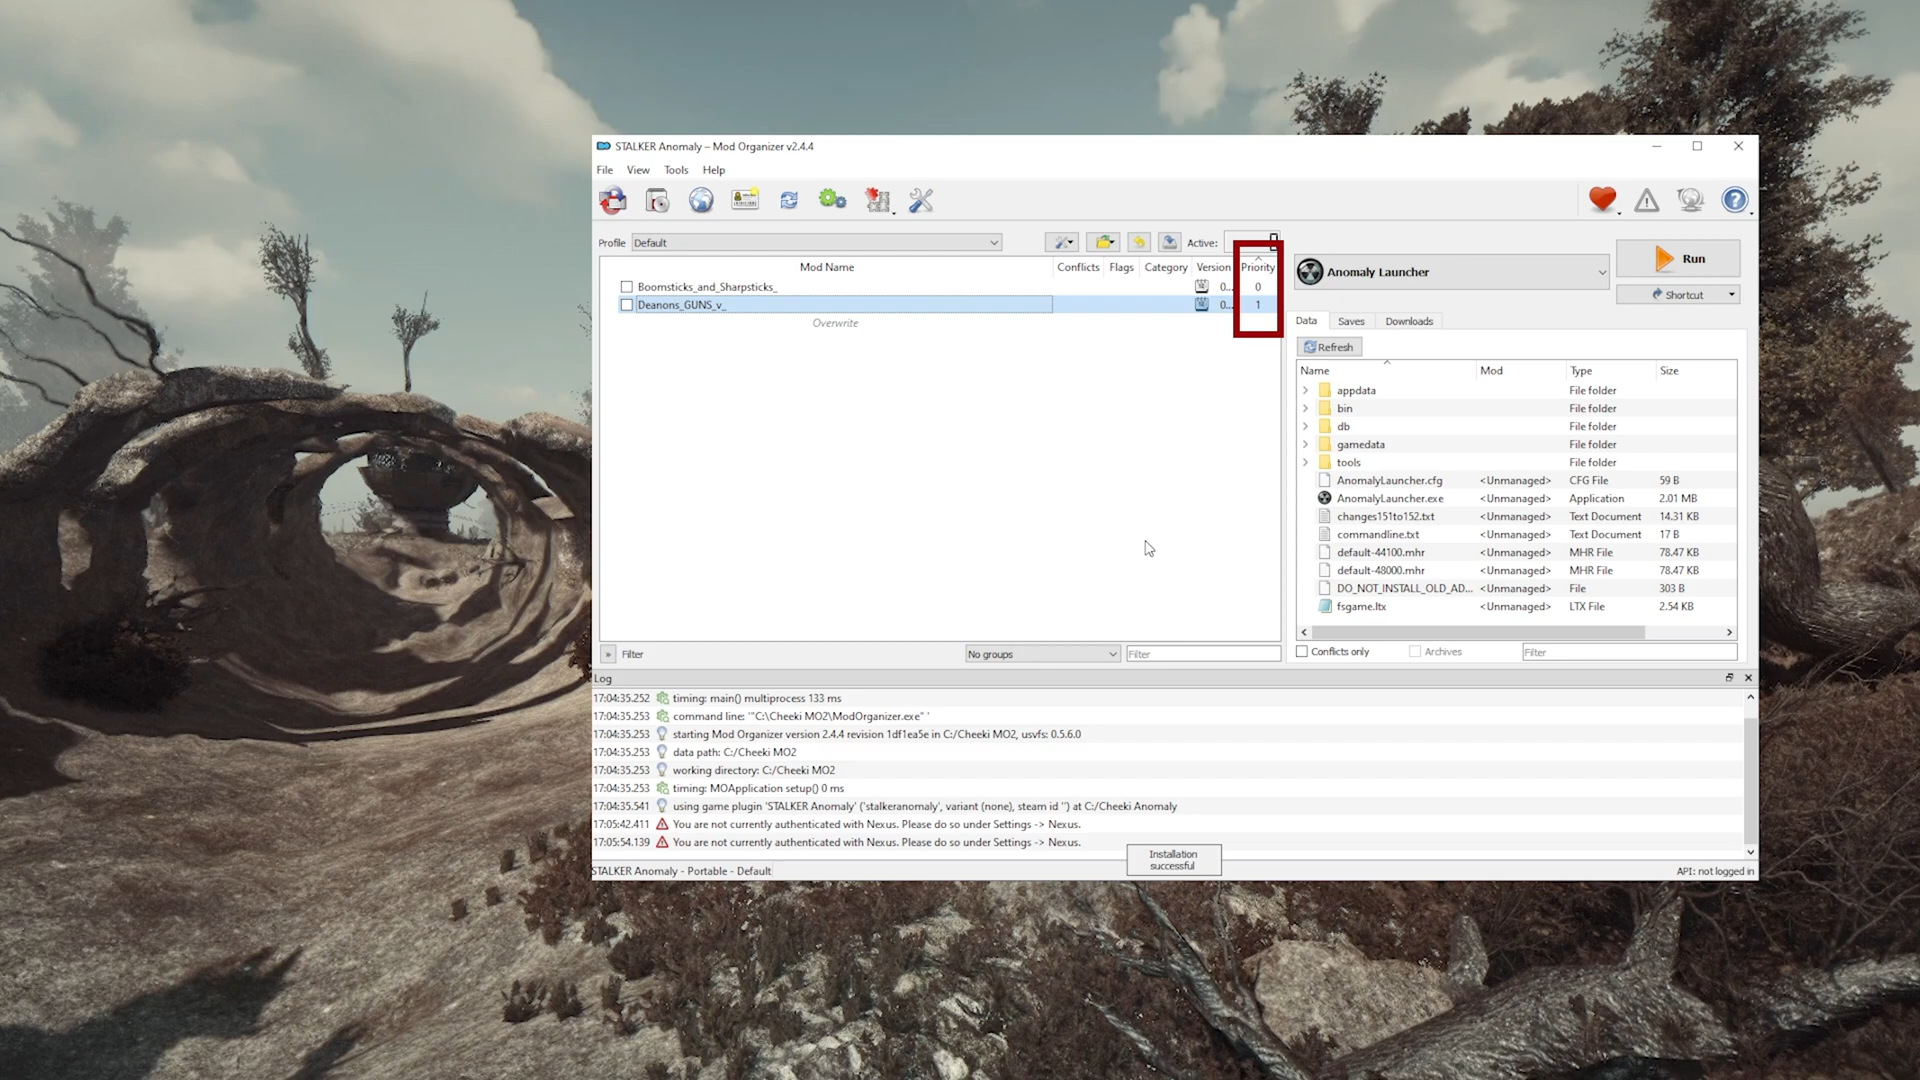 STALKER Anomaly – Mod Organizer v2.4.4
File View Tools Help
Profile Default Active:
Mod Name Conflicts Flags Category Version Priority
Boomsticks_and_Sharpsticks_ 0... 0
Deanons_GUNS_v_ 0... 1
Overwrite
Filter No groups Filter
Anomaly Launcher
Run
Shortcut
Data Saves Downloads
Refresh
Name Mod Type Size
appdata File folder
bin File folder
db File folder
gamedata File folder
tools File folder
AnomalyLauncher.cfg <Unmanaged> CFG File 59 B
AnomalyLauncher.exe <Unmanaged> Application 2.01 MB
changes151to152.txt <Unmanaged> Text Document 14.31 KB
commandline.txt <Unmanaged> Text Document 17 B
default-44100.mhr <Unmanaged> MHR File 78.47 KB
default-48000.mhr <Unmanaged> MHR File 78.47 KB
DO_NOT_INSTALL_OLD_AD... <Unmanaged> File 303 B
fsgame.ltx <Unmanaged> LTX File 2.54 KB
Conflicts only Archives Filter
Log
17:04:35.252 timing: main() multiprocess 133 ms
17:04:35.253 command line: '"C:\Cheeki MO2\ModOrganizer.exe" '
17:04:35.253 starting Mod Organizer version 2.4.4 revision 1df1ea5e in C:/Cheeki MO2, usvfs: 0.5.6.0
17:04:35.253 data path: C:/Cheeki MO2
17:04:35.253 working directory: C:/Cheeki MO2
17:04:35.253 timing: MOApplication setup() 0 ms
17:04:35.541 using game plugin 'STALKER Anomaly' ('stalkeranomaly', variant (none), steam id '') at C:/Cheeki Anomaly
17:05:42.411 You are not currently authenticated with Nexus. Please do so under Settings -> Nexus.
17:05:54.139 You are not currently authenticated with Nexus. Please do so under Settings -> Nexus.
Installation
successful
STALKER Anomaly - Portable - Default API: not logged in